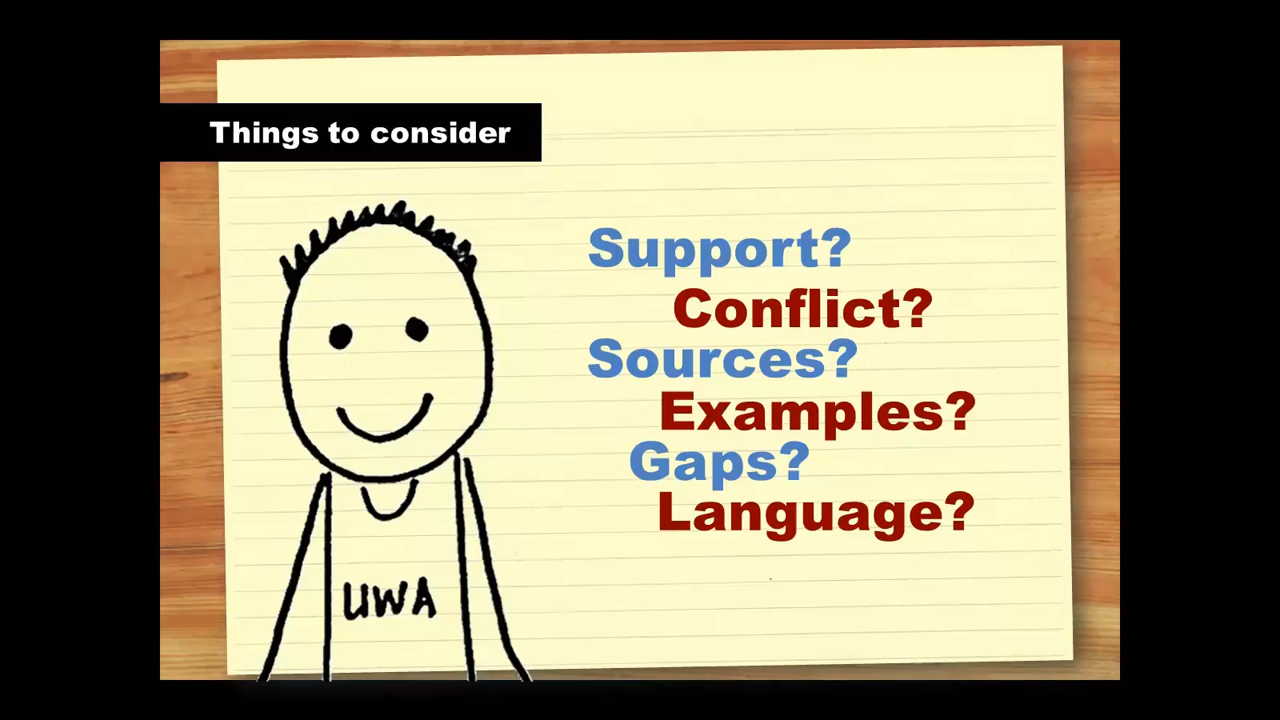 Things to consider
Support?
Conflict?
Sources?
Examples?
Gaps?
Language?
UWA